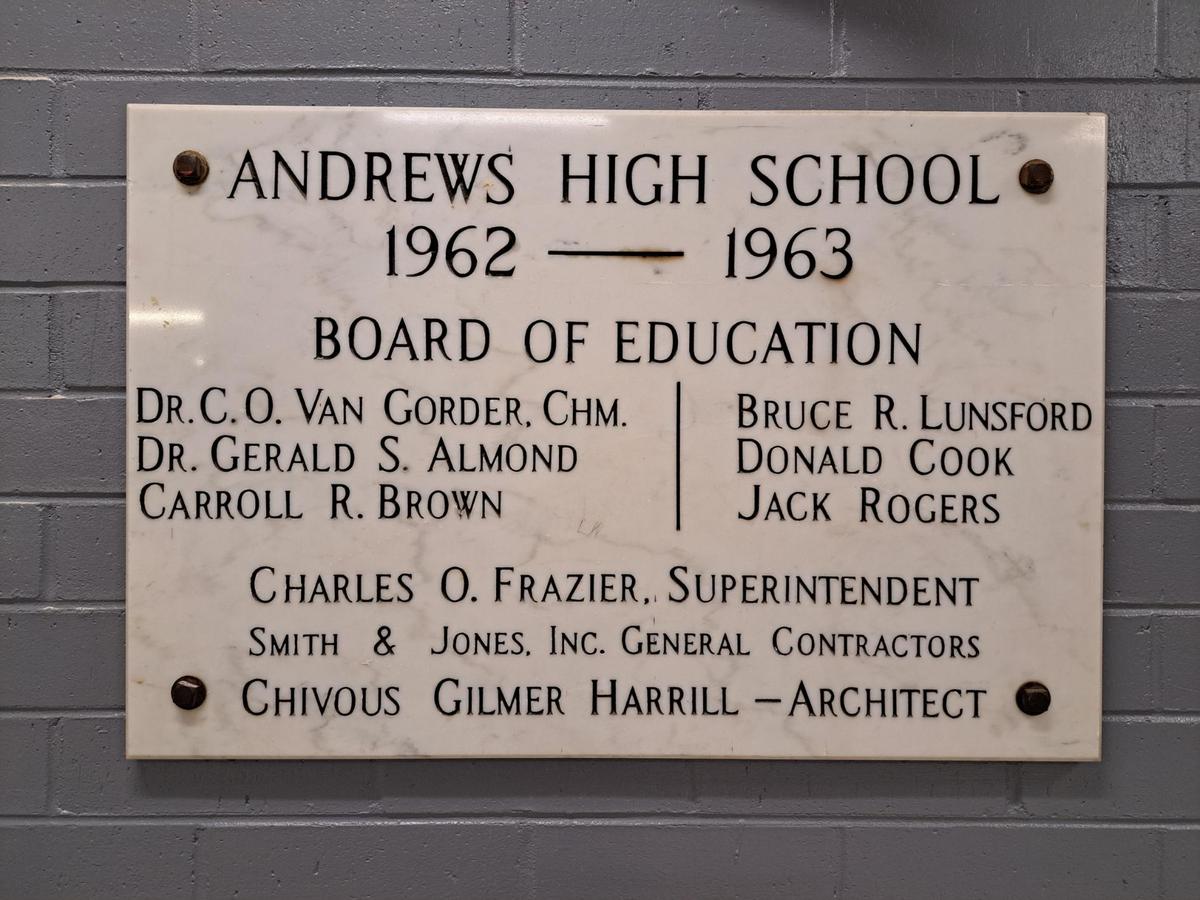 ANDREWS HIGH SCHOOL
1962 — 1963
BOARD OF EDUCATION
DR. C. O. VAN GORDER, CHM.
DR. GERALD S. ALMOND
CARROLL R. BROWN
BRUCE R. LUNSFORD
DONALD COOK
JACK ROGERS
CHARLES O. FRAZIER, SUPERINTENDENT
SMITH & JONES, INC. GENERAL CONTRACTORS
CHIVOUS GILMER HARRILL – ARCHITECT